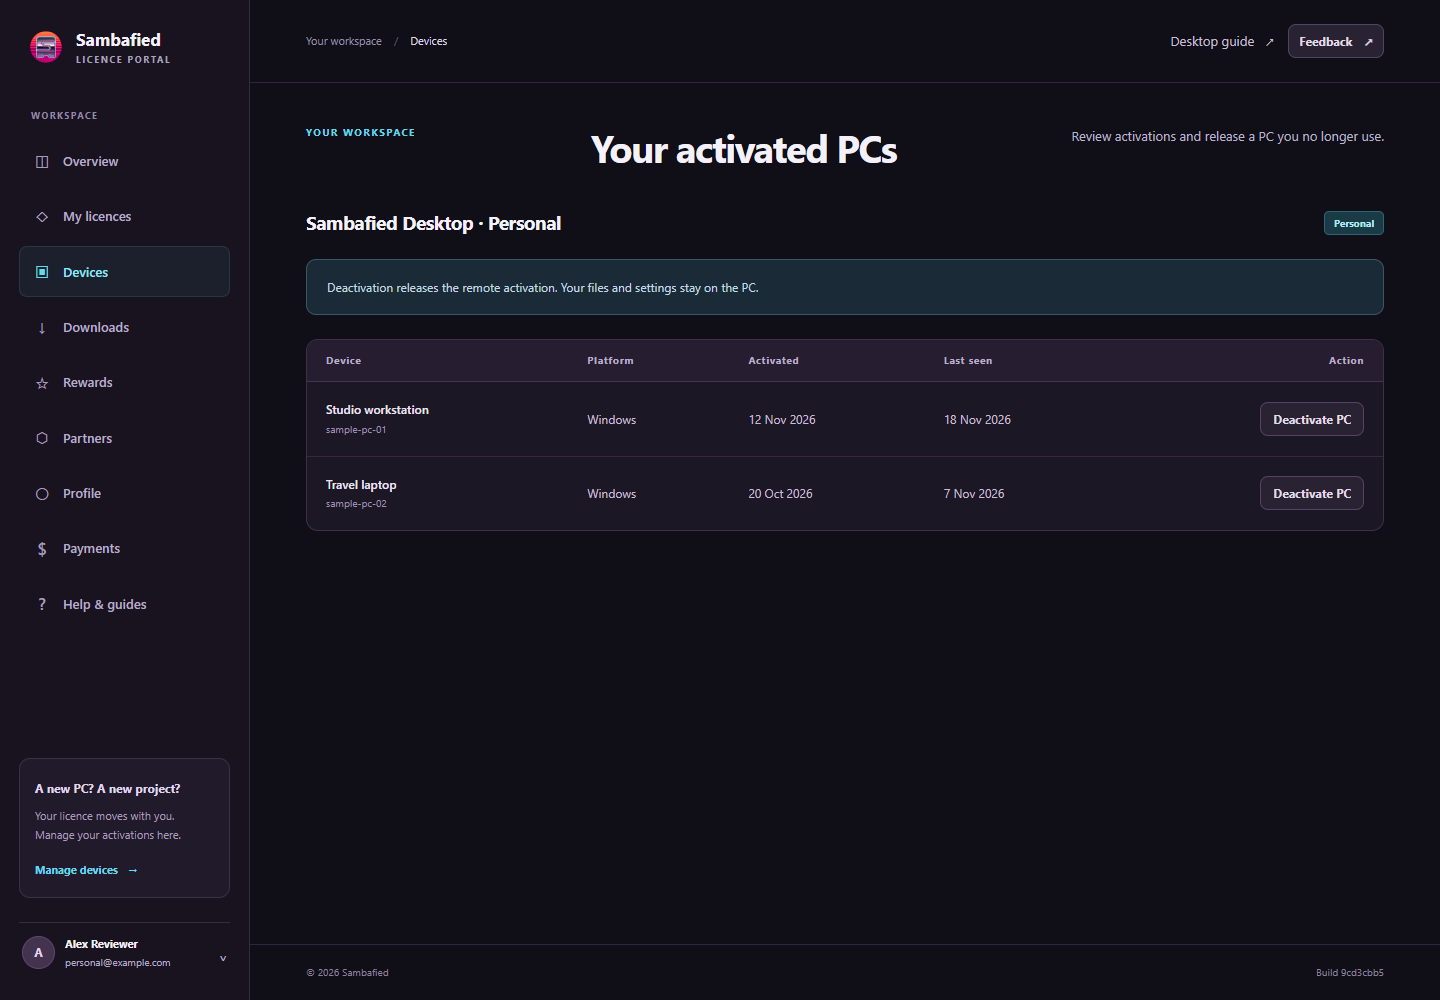 Sambafied
LICENCE PORTAL
WORKSPACE
Overview
My licences
Devices
Downloads
Rewards
Partners
Profile
$ Payments
? Help & guides
A new PC? A new project?
Your licence moves with you.
Manage your activations here.
Manage devices →
A
Alex Reviewer
personal@example.com
Your workspace / Devices
Desktop guide ↗
Feedback ↗
YOUR WORKSPACE
Your activated PCs
Review activations and release a PC you no longer use.
Sambafied Desktop · Personal
Personal
Deactivation releases the remote activation. Your files and settings stay on the PC.
Device Platform Activated Last seen Action
Studio workstation
sample-pc-01
Windows 12 Nov 2026 18 Nov 2026 Deactivate PC
Travel laptop
sample-pc-02
Windows 20 Oct 2026 7 Nov 2026 Deactivate PC
© 2026 Sambafied
Build 9cd3cbb5